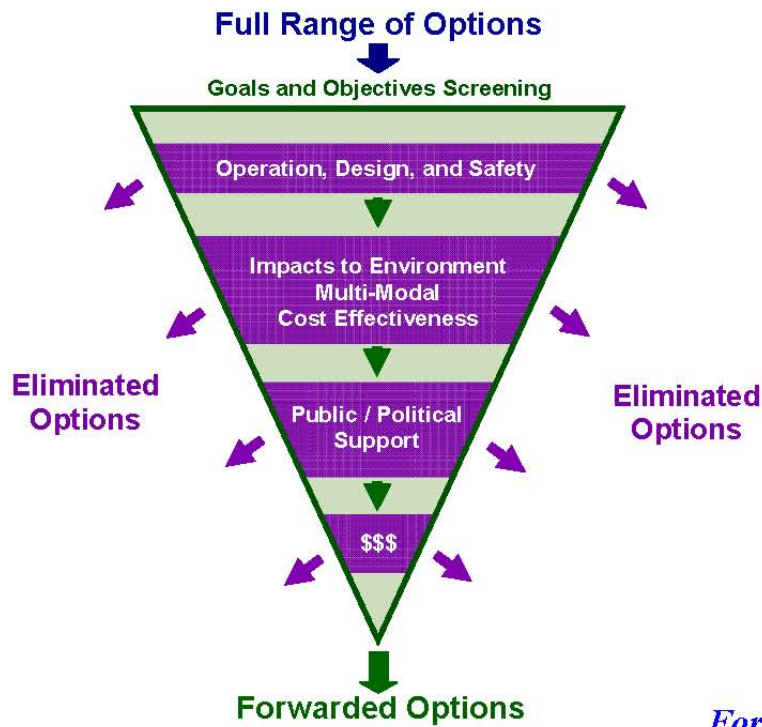 Full Range of Options
Goals and Objectives Screening
Operation, Design, and Safety
Impacts to Environment
Multi-Modal
Cost Effectiveness
Eliminated
Options
Eliminated
Options
Public / Political
Support
$$$
Forwarded Options
For